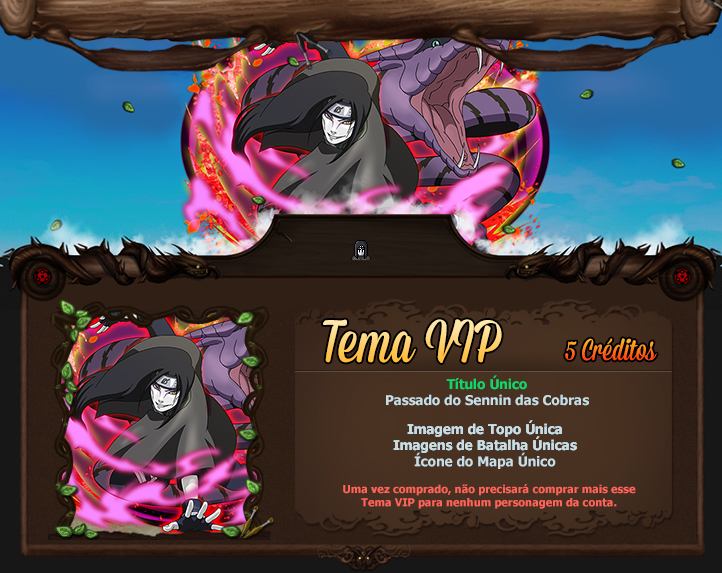 Tema VIP
5 Créditos
Título Único
Passado do Sennin das Cobras
Imagem de Topo Única
Imagens de Batalha Únicas
Ícone do Mapa Único
Uma vez comprado, não precisará comprar mais esse
Tema VIP para nenhum personagem da conta.